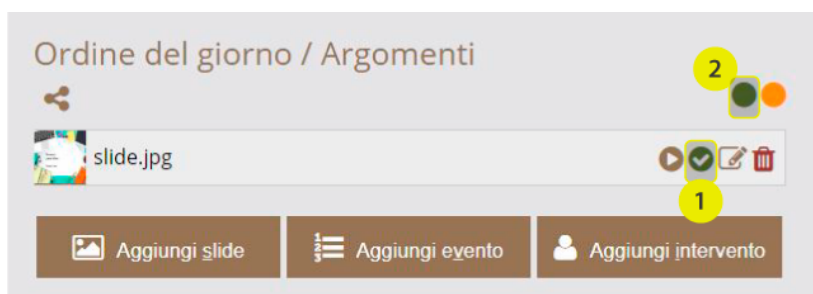 Ordine del giorno / Argomenti
2
slide.jpg
1
Aggiungi slide
Aggiungi evento
Aggiungi intervento